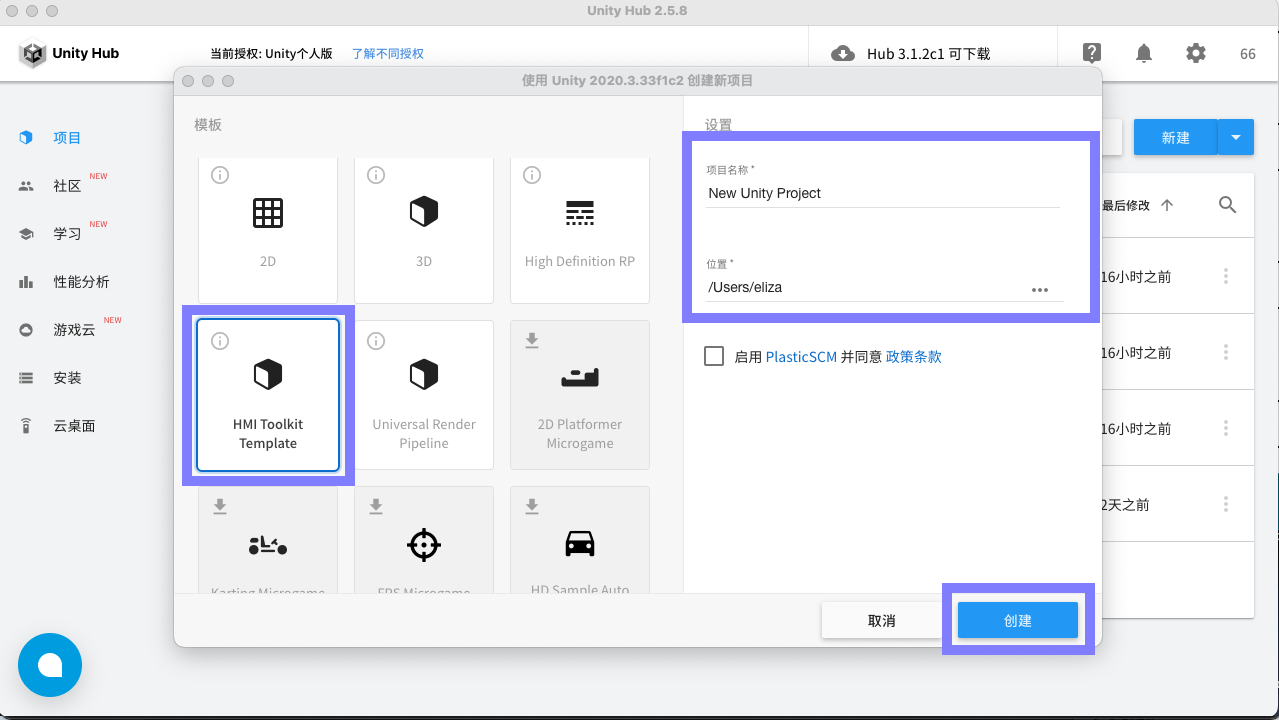 Unity Hub 2.5.8
Unity Hub
当前授权: Unity个人版 了解不同授权
Hub 3.1.2c1 可下载
66
项目
社区 NEW
学习 NEW
性能分析
游戏云 NEW
安装
云桌面
新建
最后修改
16小时之前
16小时之前
16小时之前
2天之前
使用 Unity 2020.3.33f1c2 创建新项目
模板
2D
3D
High Definition RP
HMI Toolkit
Template
Universal Render
Pipeline
2D Platformer
Microgame
Karting Microgame
FPS Microgame
HD Sample Auto
设置
项目名称 *
New Unity Project
位置 *
/Users/eliza
启用 PlasticSCM 并同意 政策条款
取消
创建